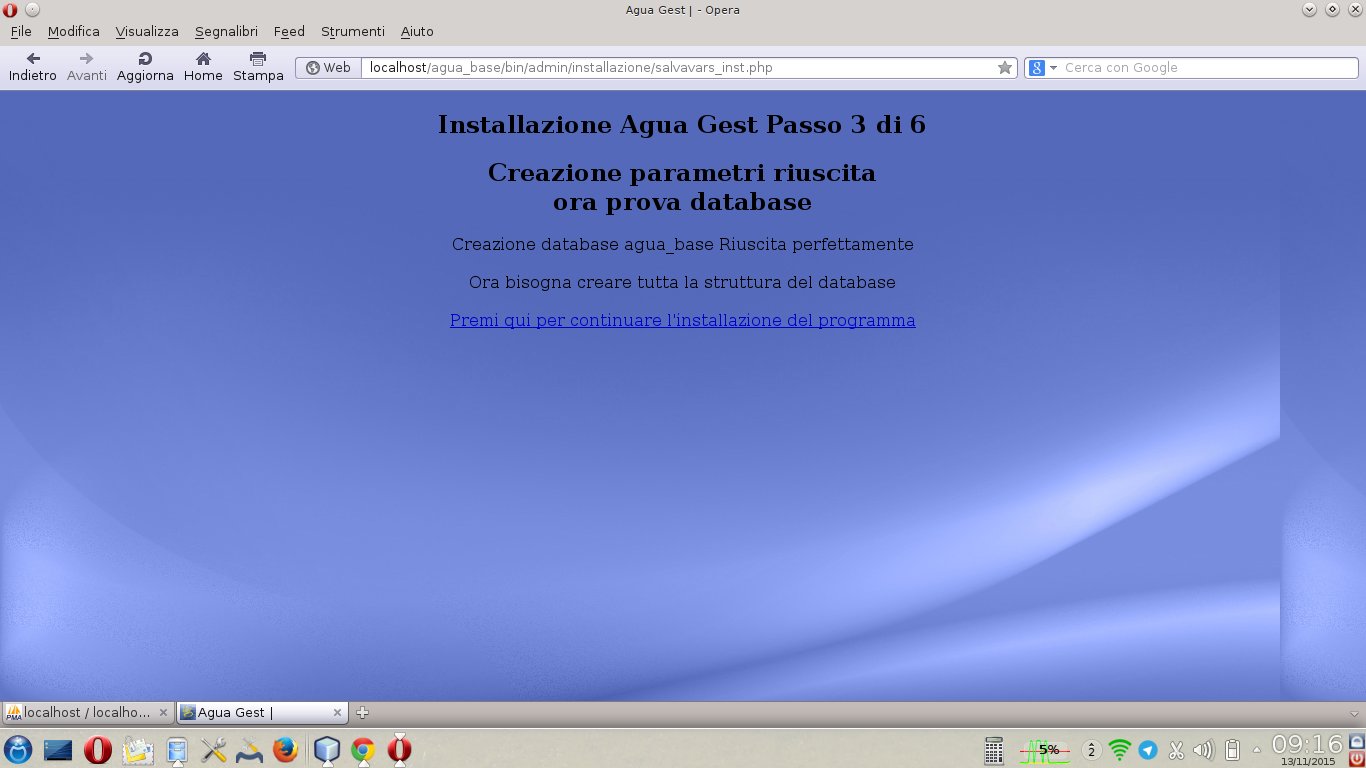 Agua Gest | - Opera
File Modifica Visualizza Segnalibri Feed Strumenti Aiuto
Indietro Avanti Aggiorna Home Stampa
Web localhost/agua_base/bin/admin/installazione/salvavars_inst.php
8 Cerca con Google
Installazione Agua Gest Passo 3 di 6
Creazione parametri riuscita
ora prova database
Creazione database agua_base Riuscita perfettamente
Ora bisogna creare tutta la struttura del database
Premi qui per continuare l'installazione del programma
PMA localhost / localho...
Agua Gest |
5%
2
09:16
13/11/2015